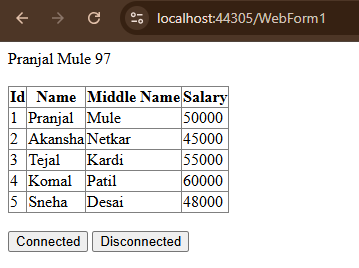 localhost:44305/WebForm1
Pranjal Mule 97
Id Name Middle Name Salary
1 Pranjal Mule 50000
2 Akansha Netkar 45000
3 Tejal Kardi 55000
4 Komal Patil 60000
5 Sneha Desai 48000
Connected Disconnected